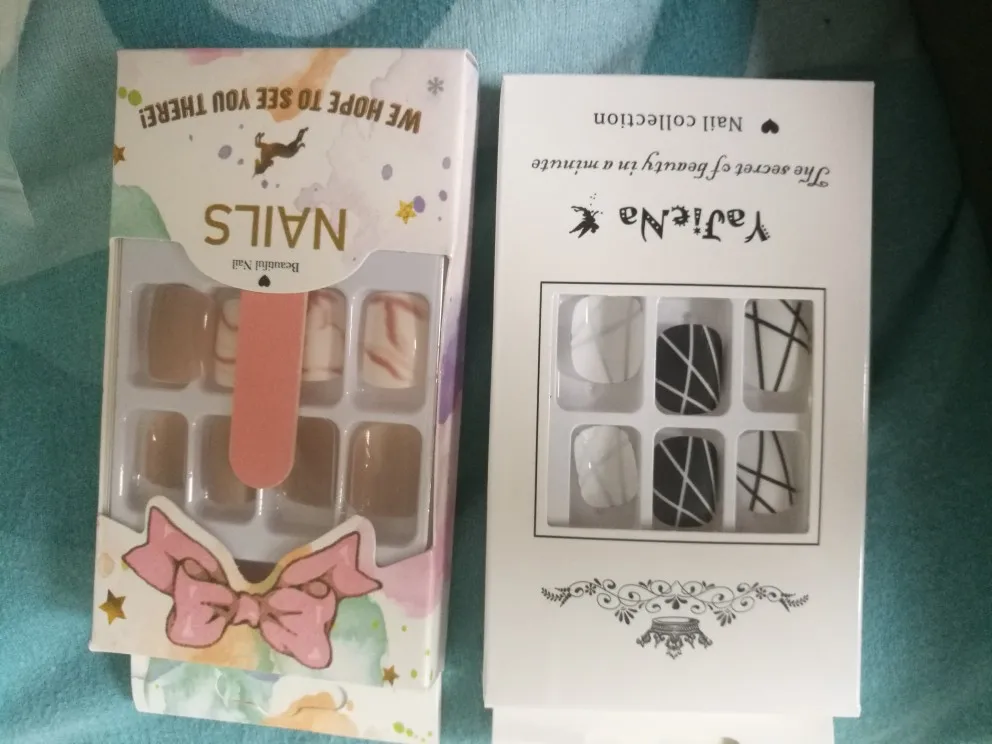 Beautiful Nail
NAILS
WE HOPE TO SEE YOU THERE!
YaJieNa
The secret of beauty in a minute
Nail collection